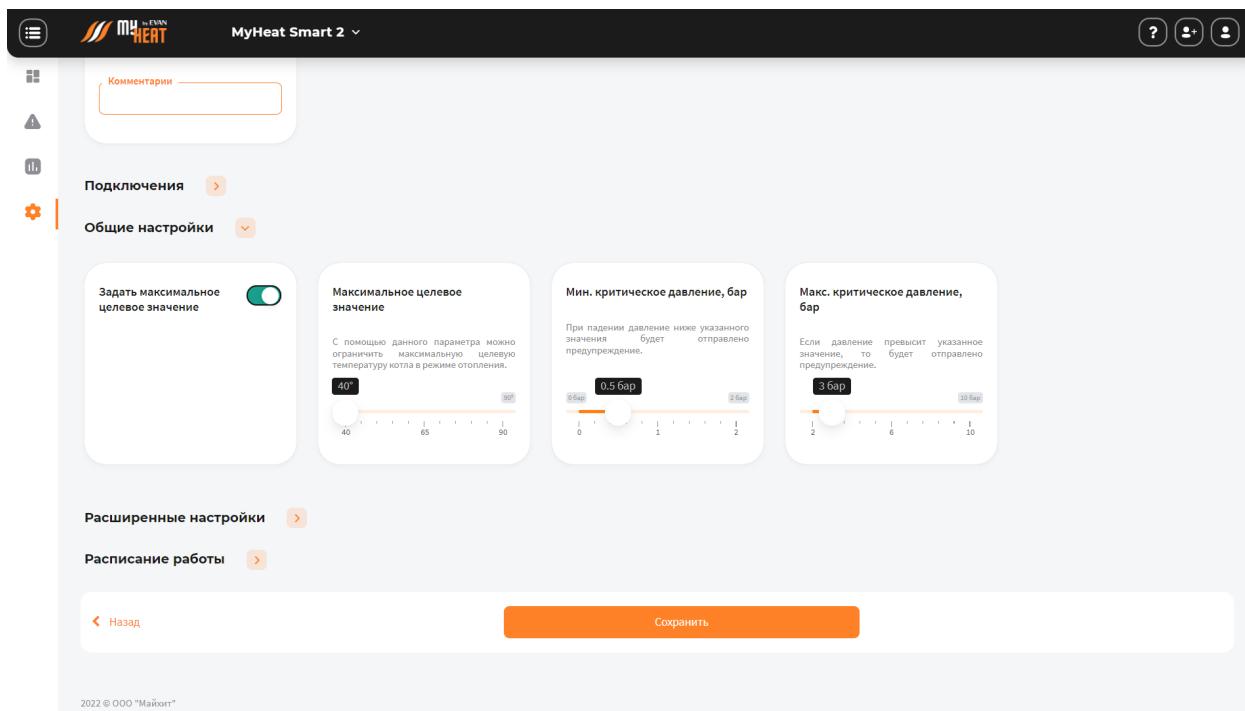 MY by EVAN HEAT
MyHeat Smart 2
?
Комментарии
Подключения
Общие настройки
Задать максимальное
целевое значение
Максимальное целевое
значение
С помощью данного параметра можно
ограничить максимальную целевую
температуру котла в режиме отопления.
40°
90°
40 65 90
Мин. критическое давление, бар
При падении давление ниже указанного
значения будет отправлено
предупреждение.
0.5 бар
0 бар 2 бар
0 1 2
Макс. критическое давление,
бар
Если давление превысит указанное
значение, то будет отправлено
предупреждение.
3 бар
10 бар
2 6 10
Расширенные настройки
Расписание работы
Назад
Сохранить
2022 © ООО "Майхит"